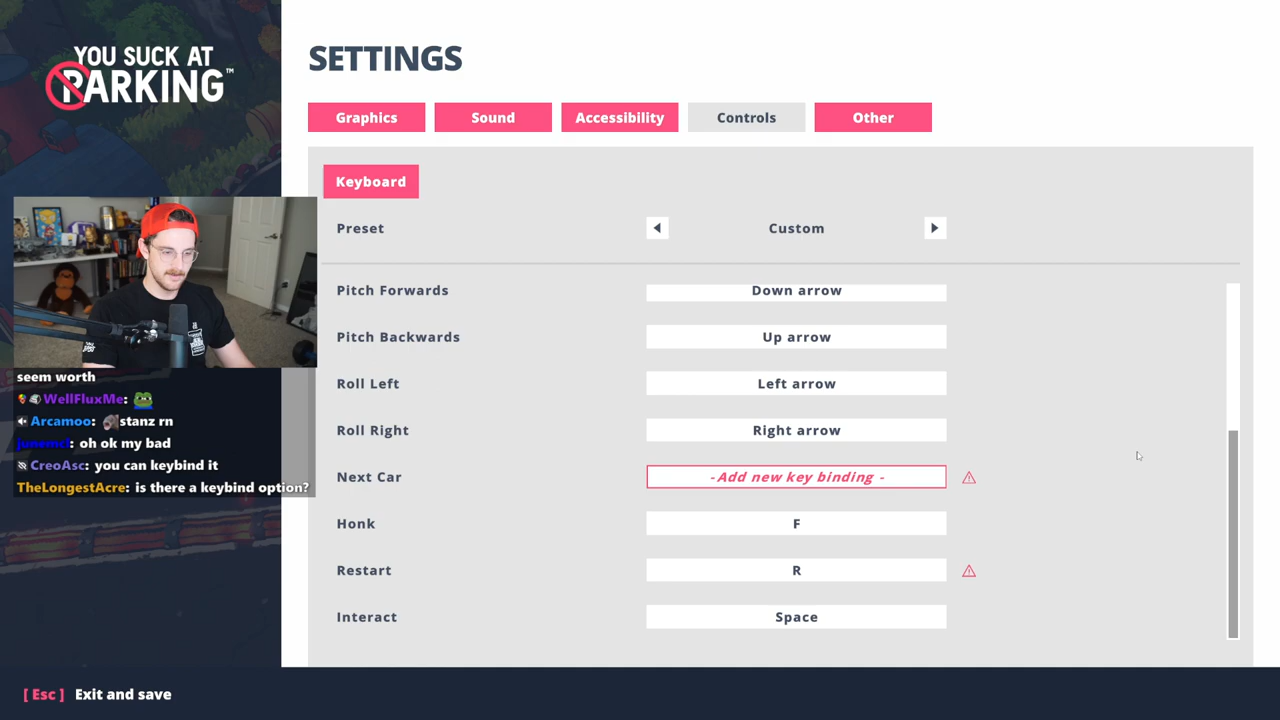 YOU SUCK AT
PARKING™
SETTINGS
Graphics
Sound
Accessibility
Controls
Other
Keyboard
Preset
Custom
Pitch Forwards
Down arrow
Pitch Backwards
Up arrow
Roll Left
Left arrow
Roll Right
Right arrow
Next Car
- Add new key binding -
Honk
F
Restart
R
Interact
Space
seem worth
WellFluxMe:
Arcamoo: stanz rn
junemcl: oh ok my bad
CreoAsc: you can keybind it
TheLongestAcre: is there a keybind option?
[ Esc ] Exit and save